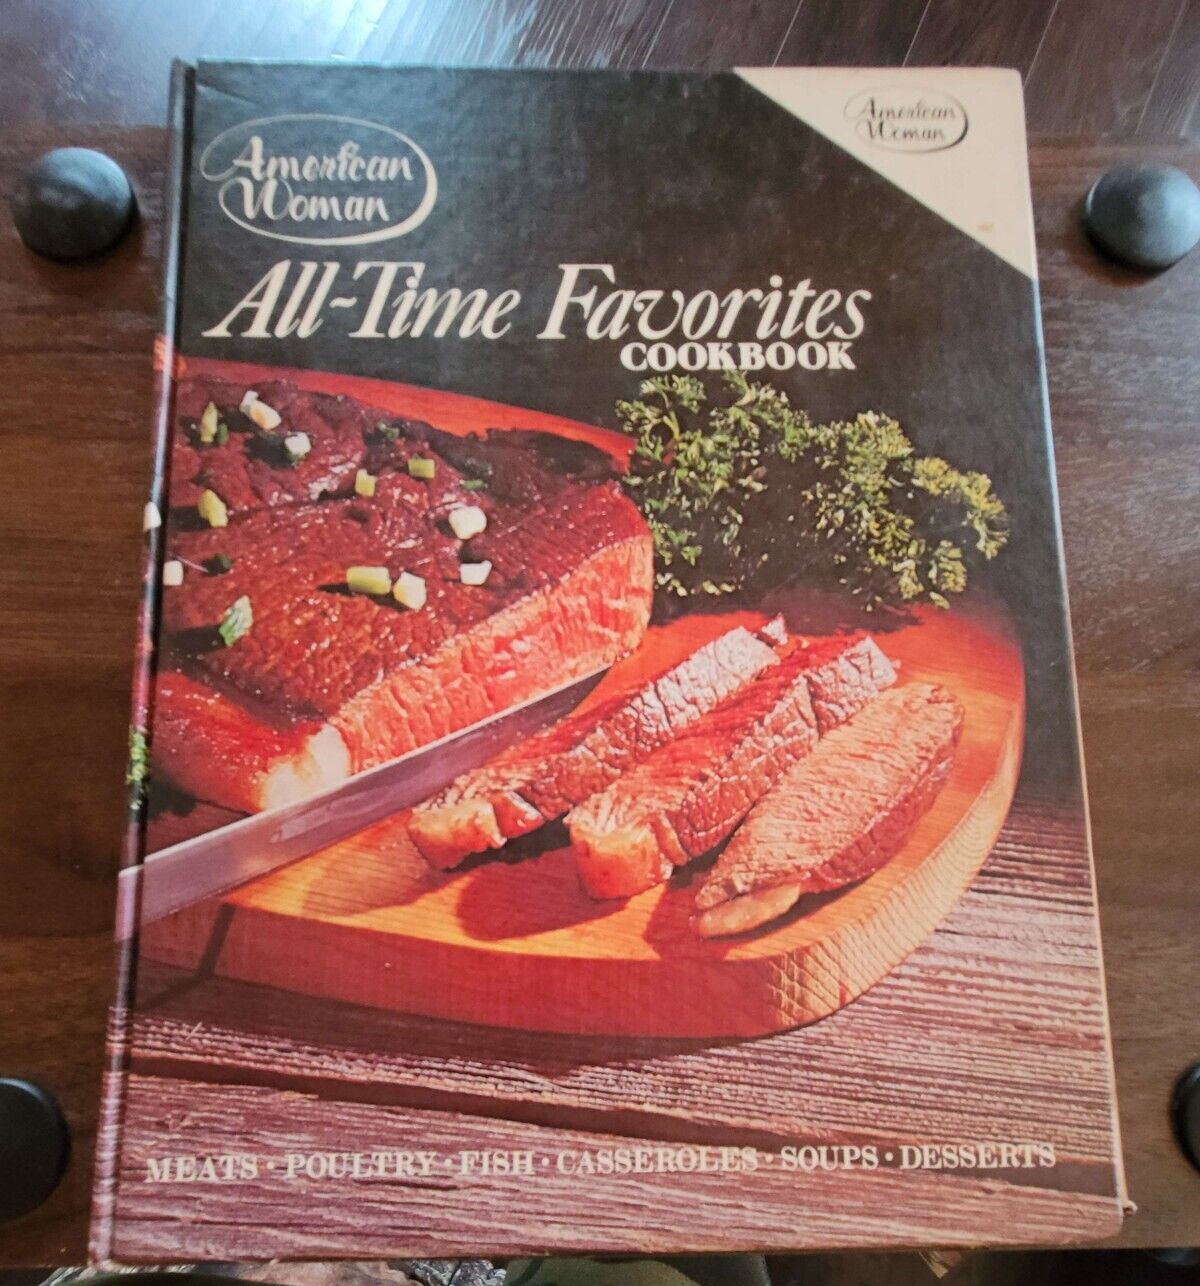 American
Woman
American
Woman
All-Time Favorites
COOKBOOK
MEATS • POULTRY • FISH • CASSEROLES • SOUPS • DESSERTS